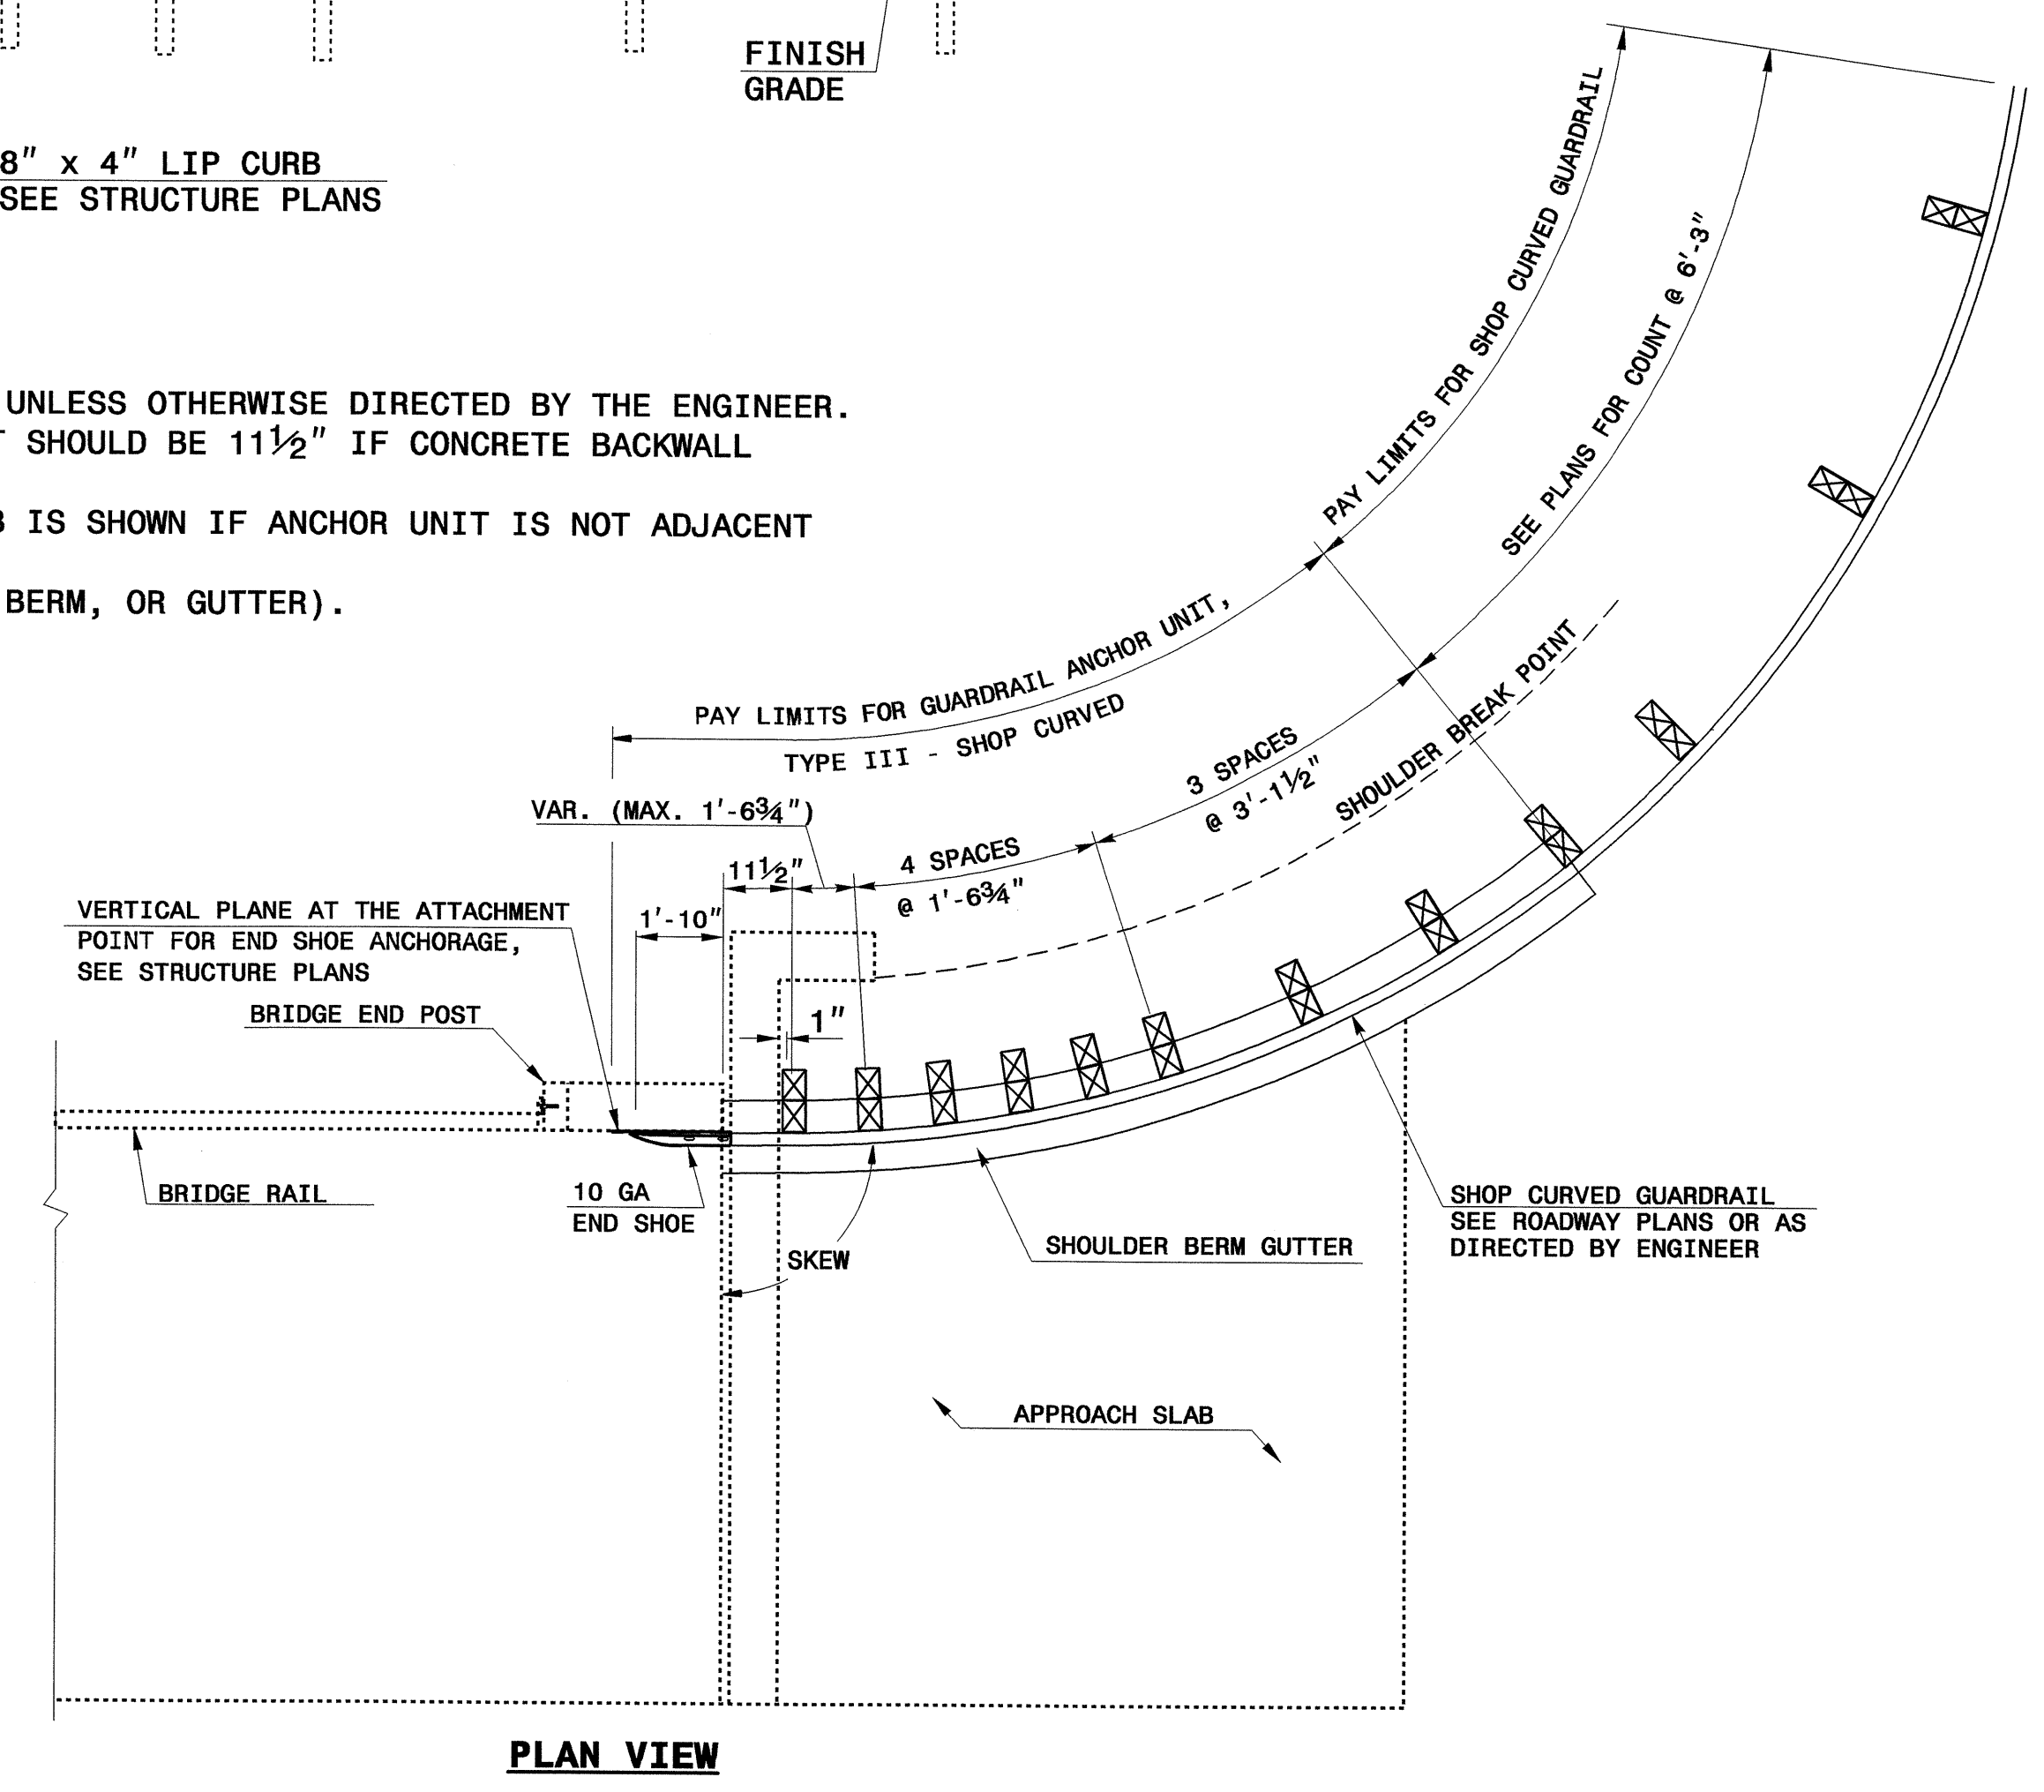 FINISH
GRADE
8" x 4" LIP CURB
SEE STRUCTURE PLANS
UNLESS OTHERWISE DIRECTED BY THE ENGINEER.
SHOULD BE 11½" IF CONCRETE BACKWALL
IS SHOWN IF ANCHOR UNIT IS NOT ADJACENT
BERM, OR GUTTER).
PAY LIMITS FOR SHOP CURVED GUARDRAIL
SEE PLANS FOR COUNT @ 6'-3"
PAY LIMITS FOR GUARDRAIL ANCHOR UNIT,
TYPE III - SHOP CURVED
3 SPACES
@ 3'-1½"
SHOULDER BREAK POINT
VAR. (MAX. 1'-6¾")
11½"
4 SPACES
@ 1'-6¾"
1'-10"
VERTICAL PLANE AT THE ATTACHMENT
POINT FOR END SHOE ANCHORAGE,
SEE STRUCTURE PLANS
BRIDGE END POST
1"
BRIDGE RAIL
10 GA
END SHOE
SKEW
SHOULDER BERM GUTTER
SHOP CURVED GUARDRAIL
SEE ROADWAY PLANS OR AS
DIRECTED BY ENGINEER
APPROACH SLAB
PLAN VIEW